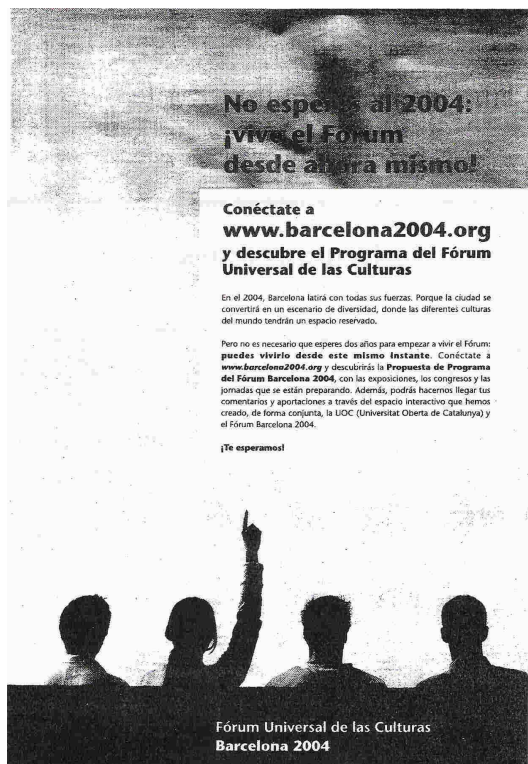 No esperes al 2004:
¡vive el Fórum
desde ahora mismo!
Conéctate a
www.barcelona2004.org
y descubre el Programa del Fórum
Universal de las Culturas
En el 2004, Barcelona latirá con todas sus fuerzas. Porque la ciudad se
convertirá en un escenario de diversidad, donde las diferentes culturas
del mundo tendrán un espacio reservado.
Pero no es necesario que esperes dos años para empezar a vivir el Fórum:
puedes vivirlo desde este mismo instante. Conéctate a
www.barcelona2004.org y descubrirás la Propuesta de Programa
del Fórum Barcelona 2004, con las exposiciones, los congresos y las
jornadas que se están preparando. Además, podrás hacernos llegar tus
comentarios y aportaciones a través del espacio interactivo que hemos
creado, de forma conjunta, la UOC (Universitat Oberta de Catalunya) y
el Fórum Barcelona 2004.
¡Te esperamos!
Fórum Universal de las Culturas
Barcelona 2004